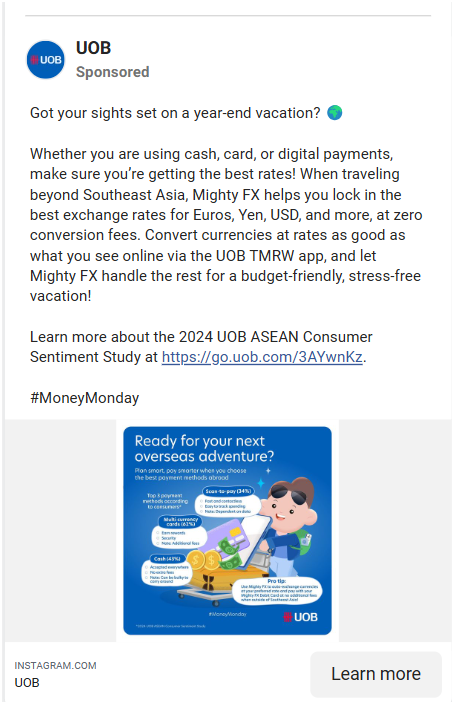 UOB
UOB
Sponsored
Got your sights set on a year-end vacation?
Whether you are using cash, card, or digital payments,
make sure you’re getting the best rates! When traveling
beyond Southeast Asia, Mighty FX helps you lock in the
best exchange rates for Euros, Yen, USD, and more, at zero
conversion fees. Convert currencies at rates as good as
what you see online via the UOB TMRW app, and let
Mighty FX handle the rest for a budget-friendly, stress-free
vacation!
Learn more about the 2024 UOB ASEAN Consumer
Sentiment Study at https://go.uob.com/3AYwnKz.
#MoneyMonday
Ready for your next
overseas adventure?
Plan smart, pay smarter when you choose
the best payment methods abroad
Top 3 payment
methods according
to consumers*
Scan-to-pay (34%)
Fast and contactless
Easy to track spending
Note: Dependent on data
Multi currency
cards (62%)
Earn rewards
Security
Note: Additional fees
Cash (45%)
Accepted everywhere
No extra fees
Note: Can be bulky to
carry around
Pro tip:
Use Mighty FX to easy exchange currencies
at your preferred rate and pay with your
Mighty FX Debit Card at no additional fees
when outside of Southeast Asia!
#MoneyMonday
UOB
*2024 UOB ASEAN Consumer Sentiment Study
INSTAGRAM.COM
UOB
Learn more